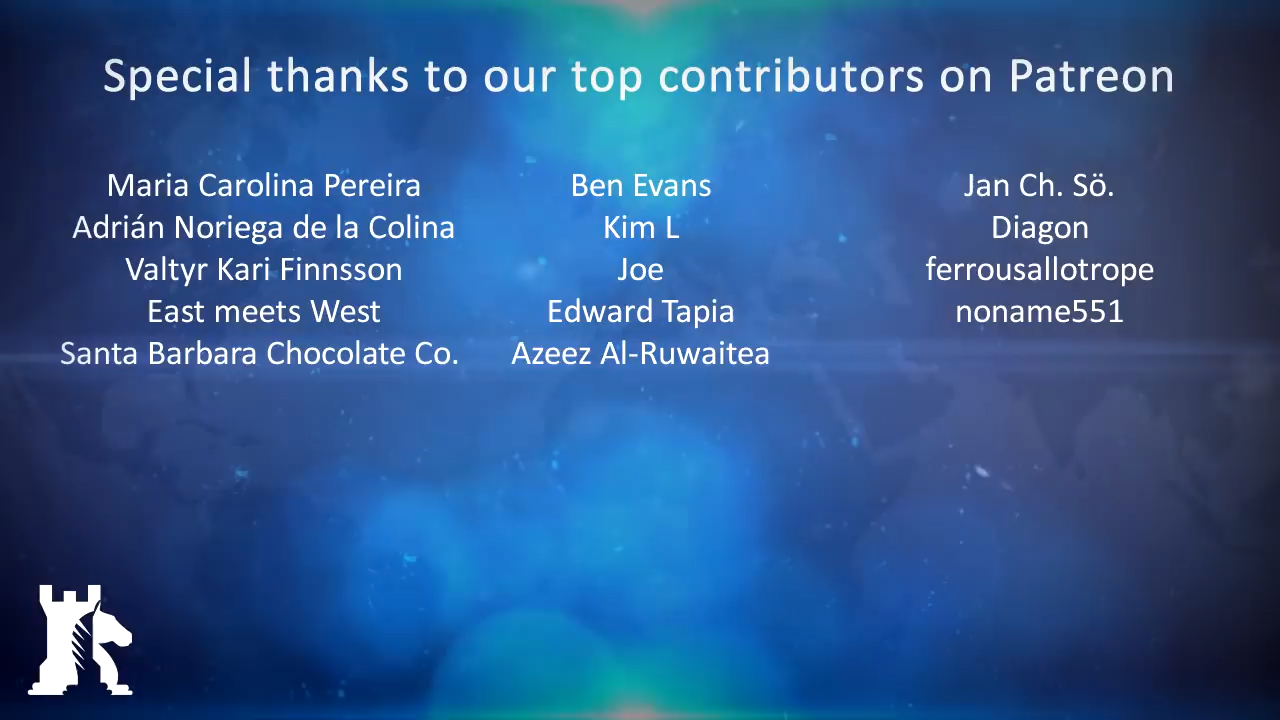 Special thanks to our top contributors on Patreon
Maria Carolina Pereira
Adrián Noriega de la Colina
Valtyr Kari Finnsson
East meets West
Santa Barbara Chocolate Co.
Ben Evans
Kim L
Joe
Edward Tapia
Azeez Al-Ruwaitea
Jan Ch. Sö.
Diagon
ferrousallotrope
noname551